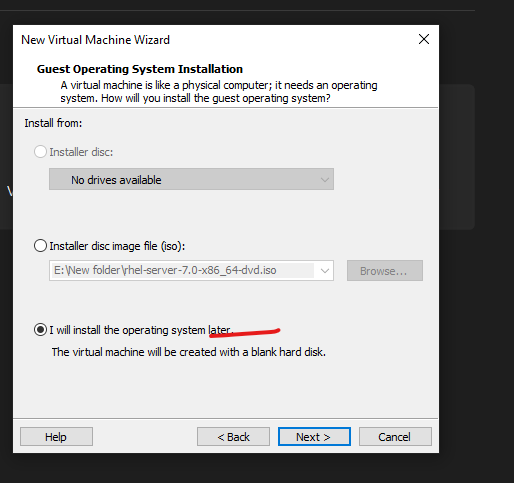 New Virtual Machine Wizard
Guest Operating System Installation
A virtual machine is like a physical computer; it needs an operating
system. How will you install the guest operating system?
Install from:
Installer disc:
No drives available
Installer disc image file (iso):
E:\New folder\rhel-server-7.0-x86_64-dvd.iso
Browse...
I will install the operating system later.
The virtual machine will be created with a blank hard disk.
Help
< Back
Next >
Cancel